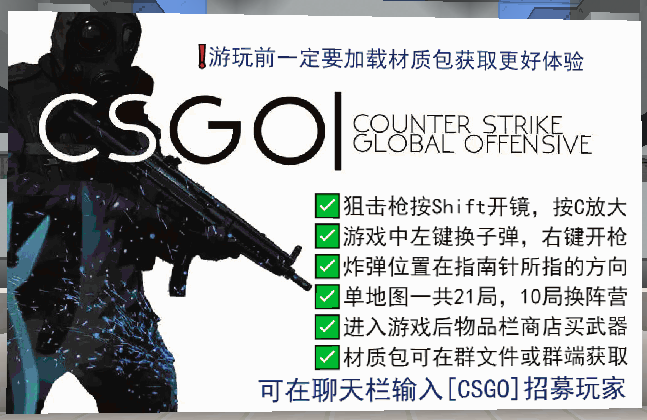 ❗游玩前一定要加载材质包获取更好体验
CSGO|
COUNTER STRIKE
GLOBAL OFFENSIVE
✅狙击枪按Shift开镜，按C放大
✅游戏中左键换子弹，右键开枪
✅炸弹位置在指南针所指的方向
✅单地图一共21局，10局换阵营
✅进入游戏后物品栏商店买武器
✅材质包可在群文件或群端获取
可在聊天栏输入[CSGO]招募玩家